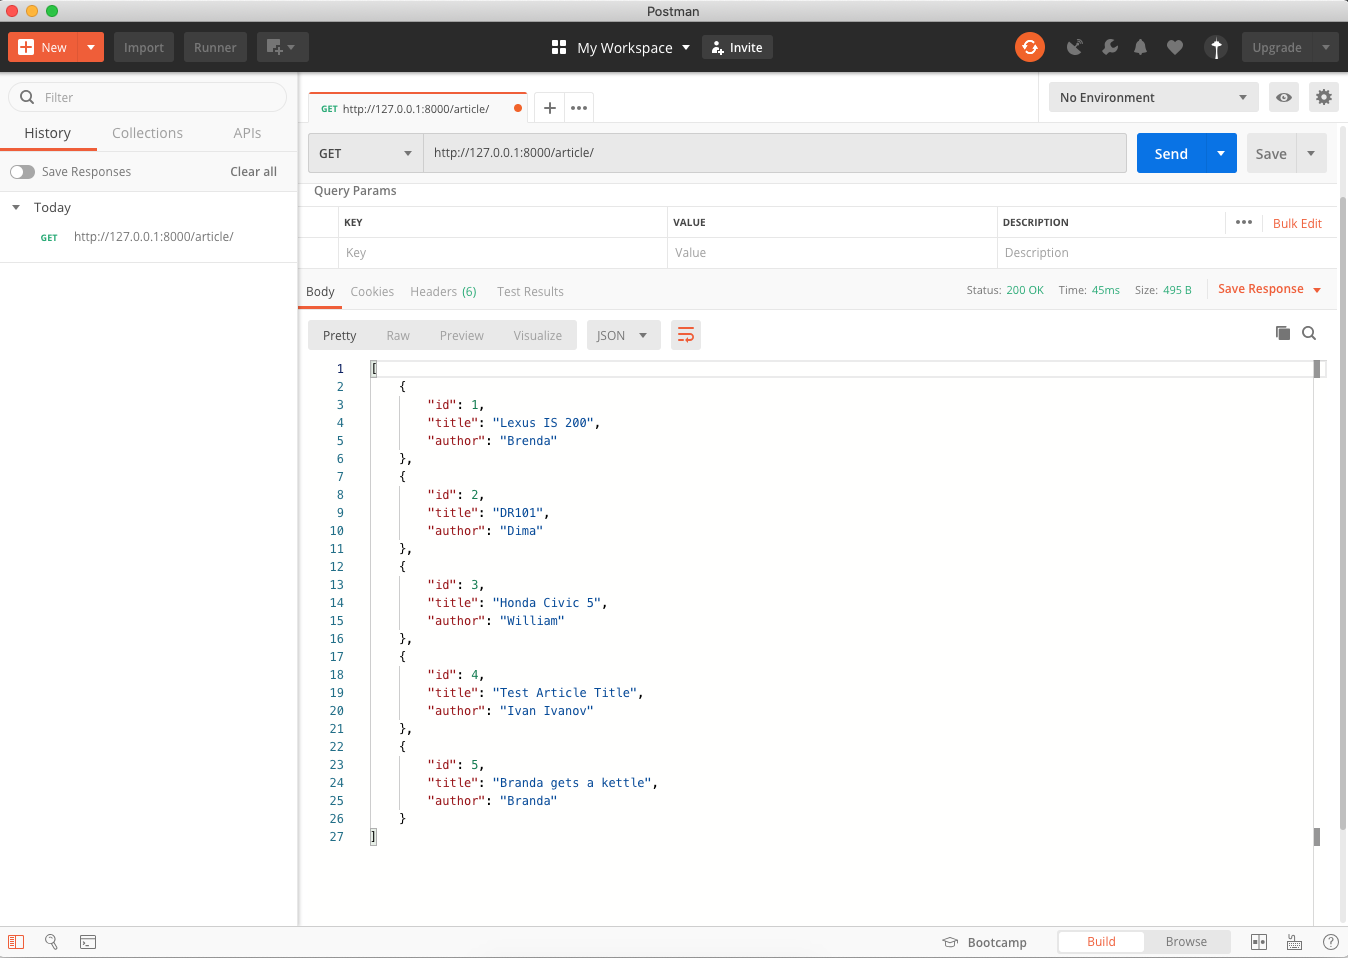 Postman
New
Import
Runner
My Workspace
Invite
Upgrade
Filter
History Collections APIs
Save Responses Clear all
Today
GET http://127.0.0.1:8000/article/
GET http://127.0.0.1:8000/article/
No Environment
GET http://127.0.0.1:8000/article/
Send
Save
Query Params
KEY VALUE DESCRIPTION
Bulk Edit
Key Value Description
Body Cookies Headers (6) Test Results
Status: 200 OK Time: 45ms Size: 495 B
Save Response
Pretty Raw Preview Visualize
JSON
1 [
2 {
3 "id": 1,
4 "title": "Lexus IS 200",
5 "author": "Brenda"
6 },
7 {
8 "id": 2,
9 "title": "DR101",
10 "author": "Dima"
11 },
12 {
13 "id": 3,
14 "title": "Honda Civic 5",
15 "author": "William"
16 },
17 {
18 "id": 4,
19 "title": "Test Article Title",
20 "author": "Ivan Ivanov"
21 },
22 {
23 "id": 5,
24 "title": "Branda gets a kettle",
25 "author": "Branda"
26 }
27 ]
Bootcamp
Build Browse